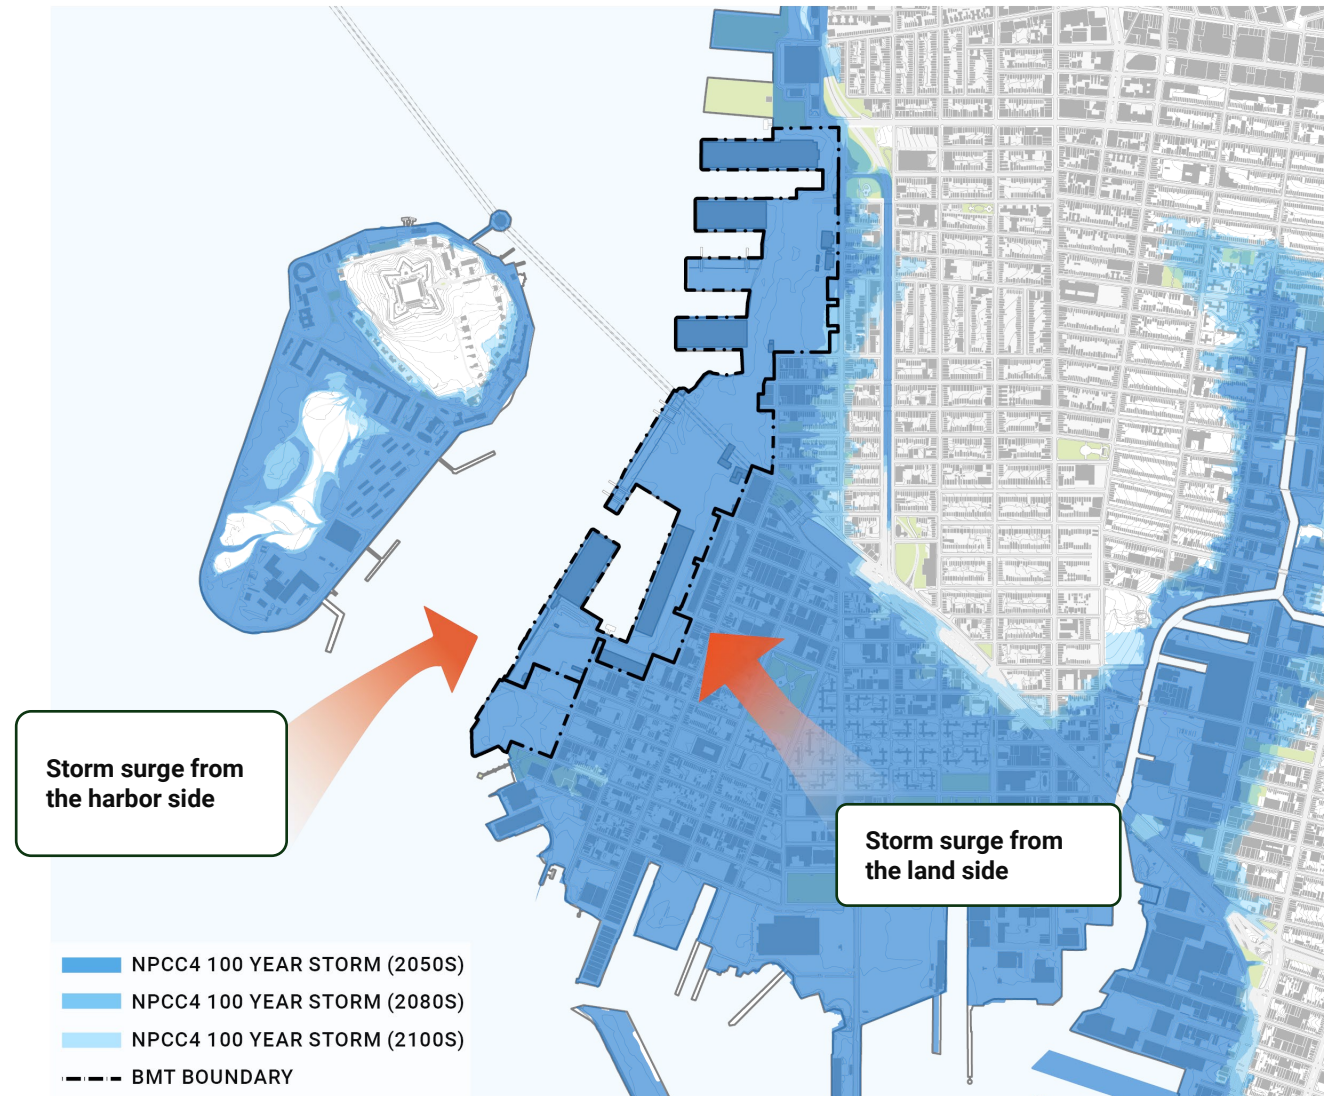 Storm surge from
the harbor side
Storm surge from
the land side
NPCC4 100 YEAR STORM (2050S)
NPCC4 100 YEAR STORM (2080S)
NPCC4 100 YEAR STORM (2100S)
BMT BOUNDARY